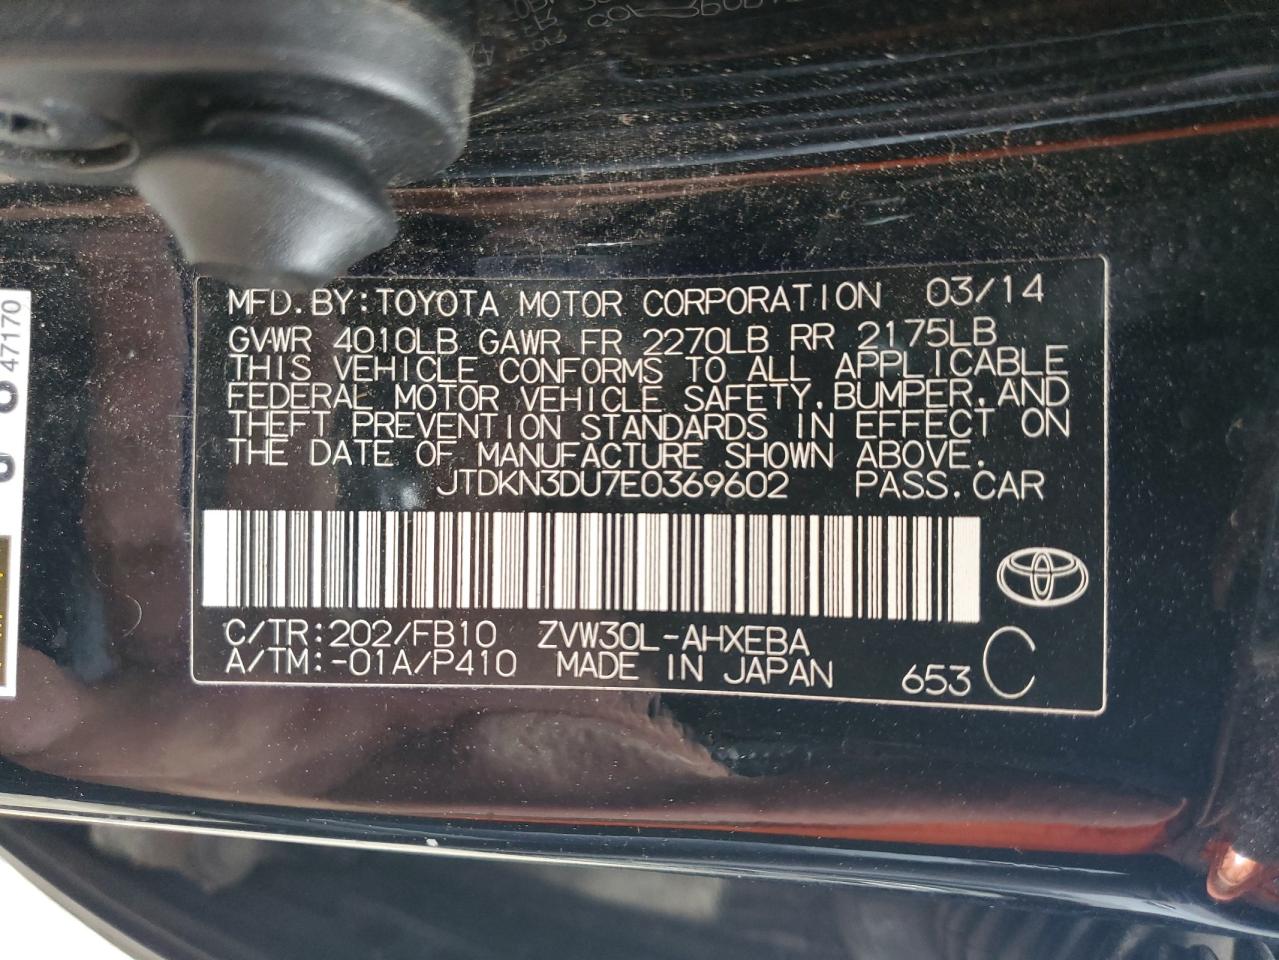 MFD.BY:TOYOTA MOTOR CORPORATION 03/14
GVWR 4010LB GAWR FR 2270LB RR 2175LB
THIS VEHICLE CONFORMS TO ALL APPLICABLE
FEDERAL MOTOR VEHICLE SAFETY,BUMPER,AND
THEFT PREVENTION STANDARDS IN EFFECT ON
THE DATE OF MANUFACTURE SHOWN ABOVE.
JTDKN3DU7E0369602 PASS.CAR
C/TR:202/FB10 ZVW30L-AHXEBA
A/TM:-01A/P410 MADE IN JAPAN 653 C
47170